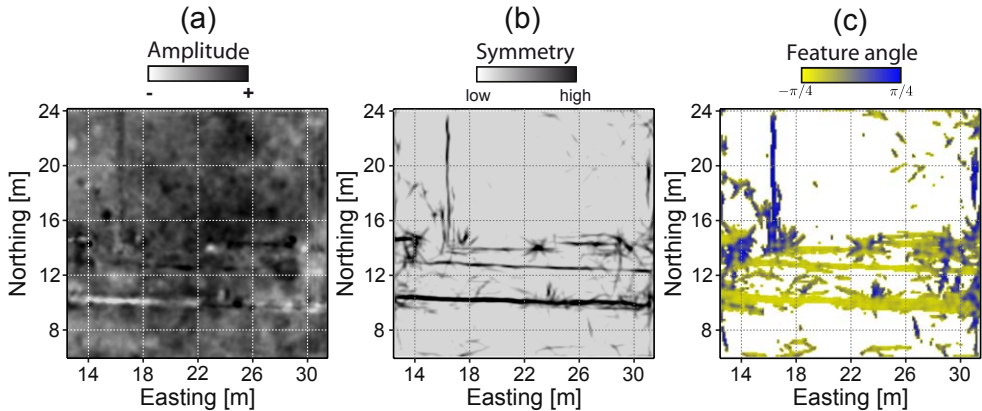 (a) (b) (c)
Amplitude Symmetry Feature angle
- + low high −π/4 π/4
24 24 24
20 20 20
16 16 16
12 12 12
8 8 8
Northing [m] Northing [m] Northing [m]
14 18 22 26 30 14 18 22 26 30 14 18 22 26 30
Easting [m] Easting [m] Easting [m]